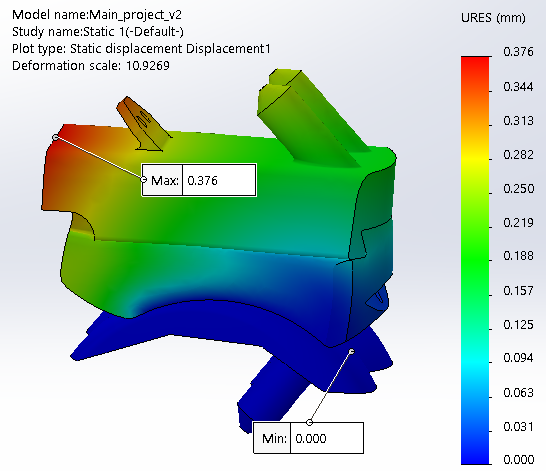 Model name:Main_project_v2
Study name:Static 1(-Default-)
Plot type: Static displacement Displacement1
Deformation scale: 10.9269
URES (mm)
0.376
0.344
0.313
0.282
0.250
0.219
0.188
0.157
0.125
0.094
0.063
0.031
0.000
Max: 0.376
Min: 0.000